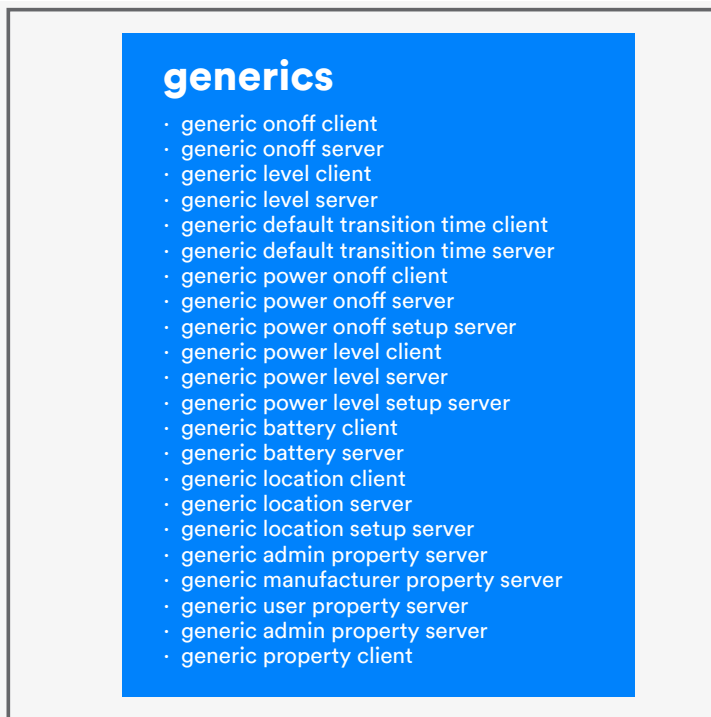 generics
· generic onoff client
· generic onoff server
· generic level client
· generic level server
· generic default transition time client
· generic default transition time server
· generic power onoff client
· generic power onoff server
· generic power onoff setup server
· generic power level client
· generic power level server
· generic power level setup server
· generic battery client
· generic battery server
· generic location client
· generic location server
· generic location setup server
· generic admin property server
· generic manufacturer property server
· generic user property server
· generic admin property server
· generic property client